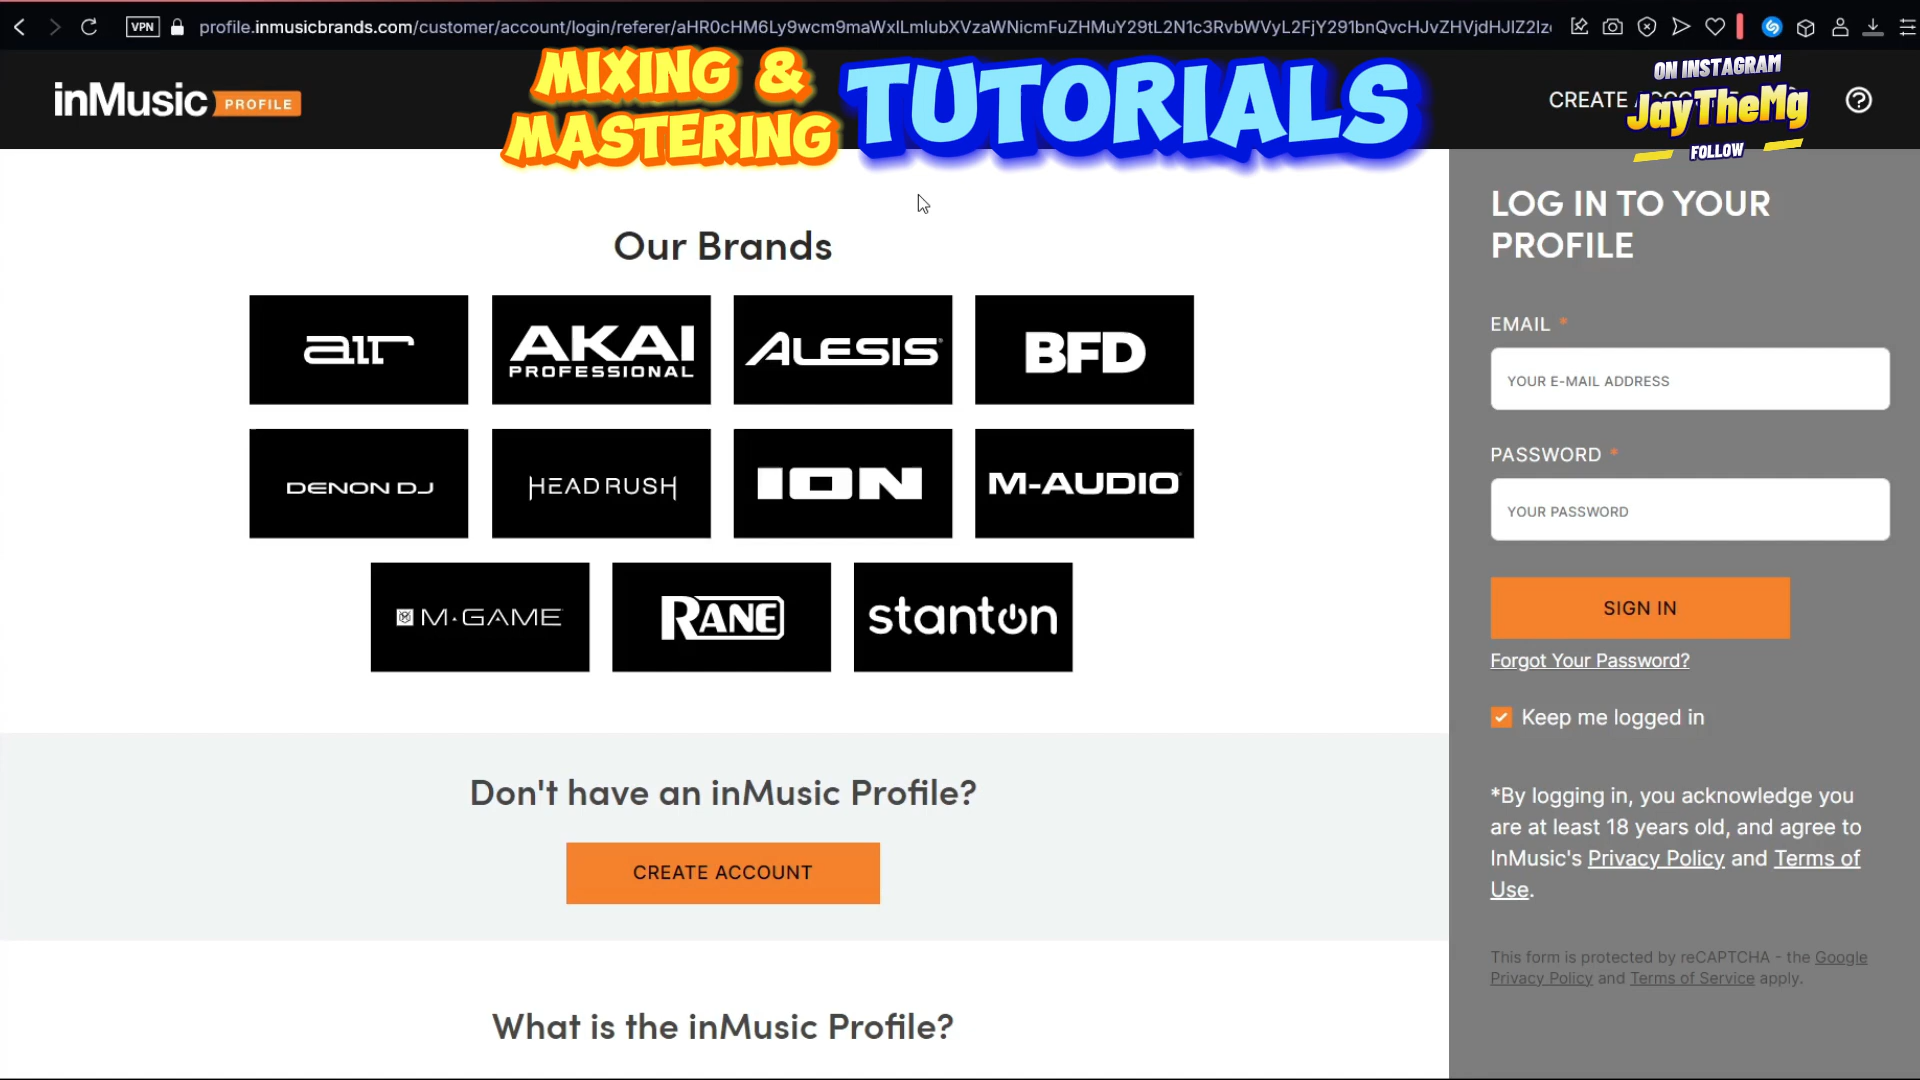 VPN
profile.inmusicbrands.com/customer/account/login/referer/
inMusic PROFILE
MIXING &
MASTERING
TUTORIALS
CREATE
ON INSTAGRAM
JayTheMg
FOLLOW
Our Brands
air
AKAI
PROFESSIONAL
ALESIS
BFD
DENON DJ
HEADRUSH
ION
M-AUDIO
M-GAME
RANE
stanton
Don't have an inMusic Profile?
CREATE ACCOUNT
What is the inMusic Profile?
LOG IN TO YOUR
PROFILE
EMAIL *
YOUR E-MAIL ADDRESS
PASSWORD *
YOUR PASSWORD
SIGN IN
Forgot Your Password?
Keep me logged in
*By logging in, you acknowledge you
are at least 18 years old, and agree to
InMusic's Privacy Policy and Terms of
Use.
This form is protected by reCAPTCHA - the Google
Privacy Policy and Terms of Service apply.